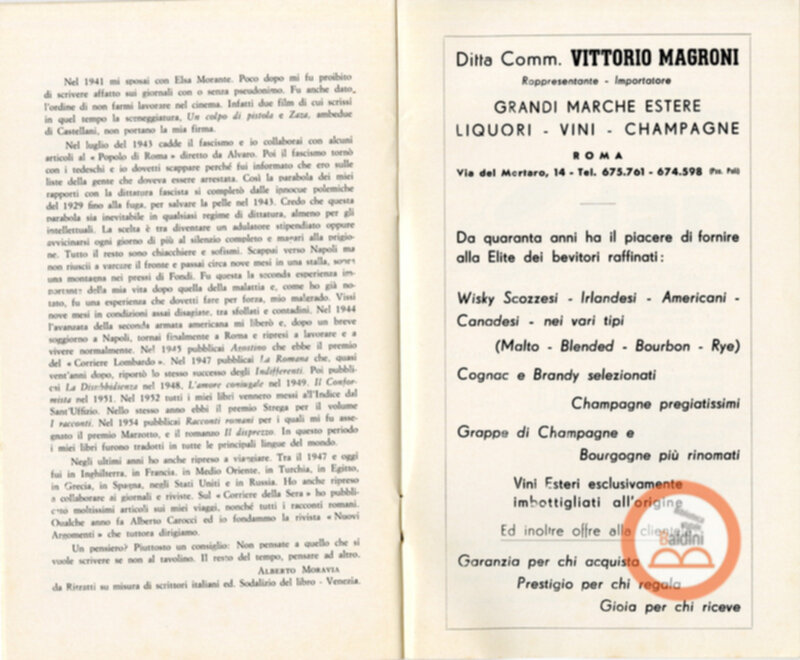 Nel 1941 mi sposai con Elsa Morante. Poco dopo mi fu proibito
di scrivere affatto sui giornali con o senza pseudonimo. Fu anche dato
l'ordine di non farmi lavorare nel cinema. Infatti due film di cui scrissi
in quel tempo la sceneggiatura, Un colpo di pistola e Zaza, ambedue
di Castellani, non portano la mia firma.
Nel luglio del 1943 cadde il fascismo e io collaborai con alcuni
articoli al « Popolo di Roma » diretto da Alvaro. Poi il fascismo tornò
con i tedeschi e io dovetti scappare perché fui informato che ero sulle
liste della gente che doveva essere arrestata. Così la parabola dei miei
rapporti con la dittatura fascista si completò dalle innocue polemiche
del 1929 fino alla fuga, per salvare la pelle nel 1943. Credo che questa
parabola sia inevitabile in qualsiasi regime di dittatura, almeno per gli
intellettuali. La scelta è tra diventare un adulatore stipendiato oppure
avvicinarsi ogni giorno di più al silenzio completo e magari alla prigio-
ne. Tutto il resto sono chiacchiere e sofismi. Scappai verso Napoli ma
non riuscii a varcare il fronte e passai circa nove mesi in una stalla, sopra
una montagna nei pressi di Fondi. Fu questa la seconda esperienza im-
portante della mia vita dopo quella della malattia e, come ho già no-
tato, fu una esperienza che dovetti fare per forza, mio malgrado. Vissi
nove mesi in condizioni assai disagiate, tra sfollati e contadini. Nel 1944
l'avanzata della seconda armata americana mi liberò e, dopo un breve
soggiorno a Napoli, tornai finalmente a Roma e ripresi a lavorare e a
vivere normalmente. Nel 1945 pubblicai Agostino che ebbe il premio
del « Corriere Lombardo ». Nel 1947 pubblicai La Romana che, quasi
vent'anni dopo, riportò lo stesso successo degli Indifferenti. Poi pubbli-
cai La Disubbidienza nel 1948, L'amore coniugale nel 1949. Il Confor-
mista nel 1951. Nel 1952 tutti i miei libri vennero messi all'Indice dal
Sant'Uffizio. Nello stesso anno ebbi il premio Strega per il volume
I racconti. Nel 1954 pubblicai Racconti romani per i quali mi fu asse-
gnato il premio Marzotto, e il romanzo Il disprezzo. In questo periodo
i miei libri furono tradotti in tutte le principali lingue del mondo.
Negli ultimi anni ho anche ripreso a viaggiare. Tra il 1947 e oggi
fui in Inghilterra, in Francia, in Medio Oriente, in Turchia, in Egitto,
in Grecia, in Spagna, negli Stati Uniti e in Russia. Ho anche ripreso
a collaborare ai giornali e riviste. Sul « Corriere della Sera » ho pubbli-
cato moltissimi articoli sui miei viaggi, nonché tutti i racconti romani.
Qualche anno fa Alberto Carocci ed io fondammo la rivista « Nuovi
Argomenti » che tuttora dirigiamo.
Un pensiero? Piuttosto un consiglio: Non pensate a quello che si
vuole scrivere se non al tavolino. Il resto del tempo, pensare ad altro.
ALBERTO MORAVIA
da Ritratti su misura di scrittori italiani ed. Sodalizio del libro - Venezia.
Ditta Comm. VITTORIO MAGRONI
Rappresentante - Importatore
GRANDI MARCHE ESTERE
LIQUORI - VINI - CHAMPAGNE
ROMA
Via del Mortaro, 14 - Tel. 675.761 - 674.598 (Pzo. Poli)
Da quaranta anni ha il piacere di fornire
alla Elite dei bevitori raffinati:
Wisky Scozzesi - Irlandesi - Americani -
Canadesi - nei vari tipi
(Malto - Blended - Bourbon - Rye)
Cognac e Brandy selezionati
Champagne pregiatissimi
Grappe di Champagne e
Bourgogne più rinomati
Vini Esteri esclusivamente
imbottigliati all'origine
Ed inoltre offre alla cliente
Garanzia per chi acquista
Prestigio per chi regala
Gioia per chi riceve
Baldini